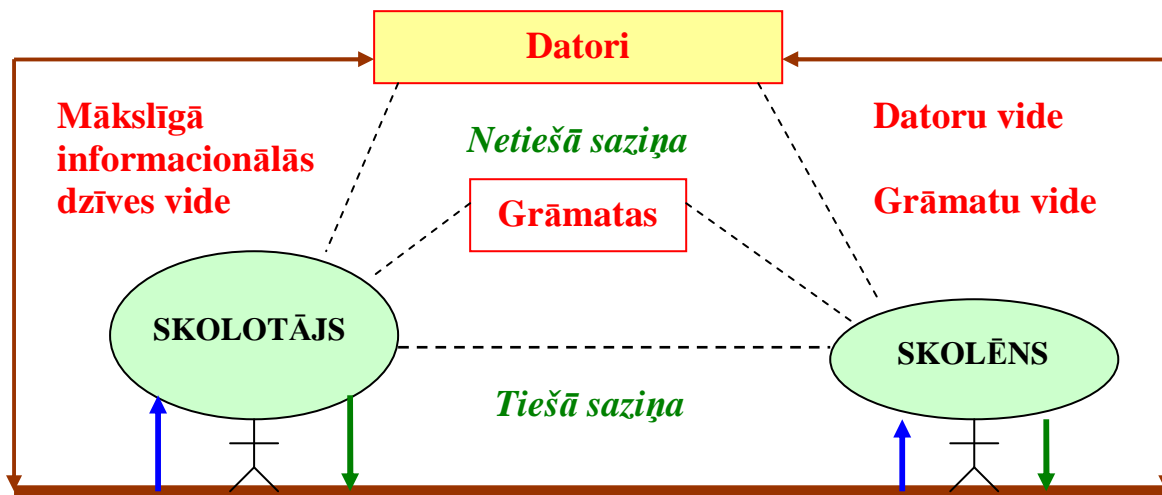 Datori
Mākslīgā
informacionālās
dzīves vide
Netiešā saziņa
Datoru vide
Grāmatas
Grāmatu vide
SKOLOTĀJS
SKOLĒNS
Tiešā saziņa